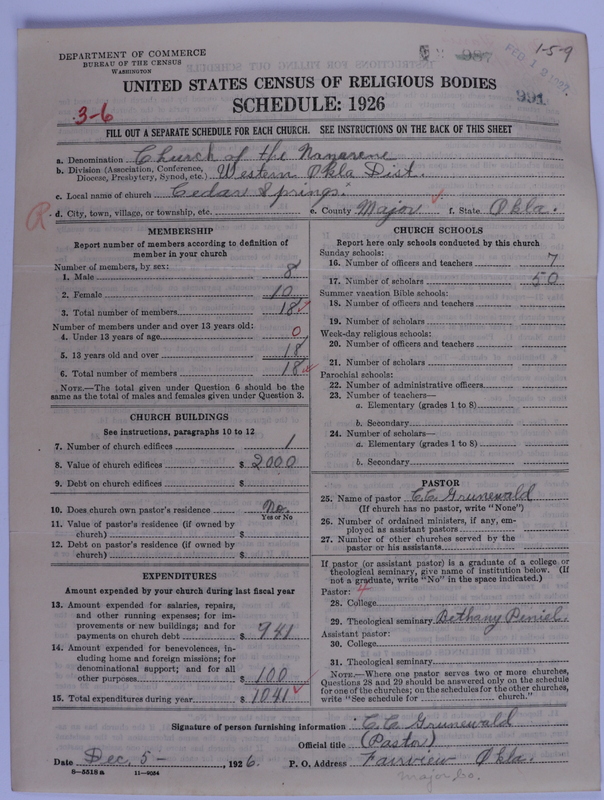 DEPARTMENT OF COMMERCE
BUREAU OF THE CENSUS
WASHINGTON
987
FEB 12 1927
1-5-9
991
UNITED STATES CENSUS OF RELIGIOUS BODIES
SCHEDULE: 1926
3-6
FILL OUT A SEPARATE SCHEDULE FOR EACH CHURCH. SEE INSTRUCTIONS ON THE BACK OF THIS SHEET
a. Denomination Church of the Nazarene
b. Division (Association, Conference, Diocese, Presbytery, Synod, etc.) Western Okla Dist.
c. Local name of church Cedar Springs.
R
d. City, town, village, or township, etc. e. County Major f. State Okla.
MEMBERSHIP
Report number of members according to definition of member in your church
Number of members, by sex:
1. Male 8
2. Female 10
3. Total number of members 18
Number of members under and over 13 years old:
4. Under 13 years of age 0
5. 13 years old and over 18
6. Total number of members 18
NOTE.—The total given under Question 6 should be the same as the total of males and females given under Question 3.
CHURCH BUILDINGS
See instructions, paragraphs 10 to 12
7. Number of church edifices 1
8. Value of church edifices $ 2000
9. Debt on church edifices $
10. Does church own pastor's residence No.
Yes or No
11. Value of pastor's residence (if owned by church) $
12. Debt on pastor's residence (if owned by church) $
EXPENDITURES
Amount expended by your church during last fiscal year
13. Amount expended for salaries, repairs, and other running expenses; for improvements or new buildings; and for payments on church debt $ 941
14. Amount expended for benevolences, including home and foreign missions; for denominational support; and for all other purposes $ 100
15. Total expenditures during year $ 1041
CHURCH SCHOOLS
Report here only schools conducted by this church
Sunday schools:
16. Number of officers and teachers 7
17. Number of scholars 50
Summer vacation Bible schools:
18. Number of officers and teachers
19. Number of scholars
Week-day religious schools:
20. Number of officers and teachers
21. Number of scholars
Parochial schools:
22. Number of administrative officers
23. Number of teachers—
a. Elementary (grades 1 to 8)
b. Secondary
24. Number of scholars—
a. Elementary (grades 1 to 8)
b. Secondary
PASTOR
25. Name of pastor C.C. Grunewald
(If church has no pastor, write "None")
26. Number of ordained ministers, if any, employed as assistant pastors
27. Number of other churches served by the pastor or his assistants
If pastor (or assistant pastor) is a graduate of a college or theological seminary, give name of institution below. (If not a graduate, write "No" in the space indicated.)
Pastor: 4
28. College
29. Theological seminary Bethany Peniel.
Assistant pastor:
30. College
31. Theological seminary
NOTE.—Where one pastor serves two or more churches, Questions 28 and 29 should be answered only on the schedule for one of the churches; on the schedules for the other churches, write "See schedule for church."
Signature of person furnishing information C. C. Grunewald
Official title (Pastor)
Date Dec. 5 - , 1926. P. O. Address Fairview Okla.
8-5518 a 11-9054
Major Co.